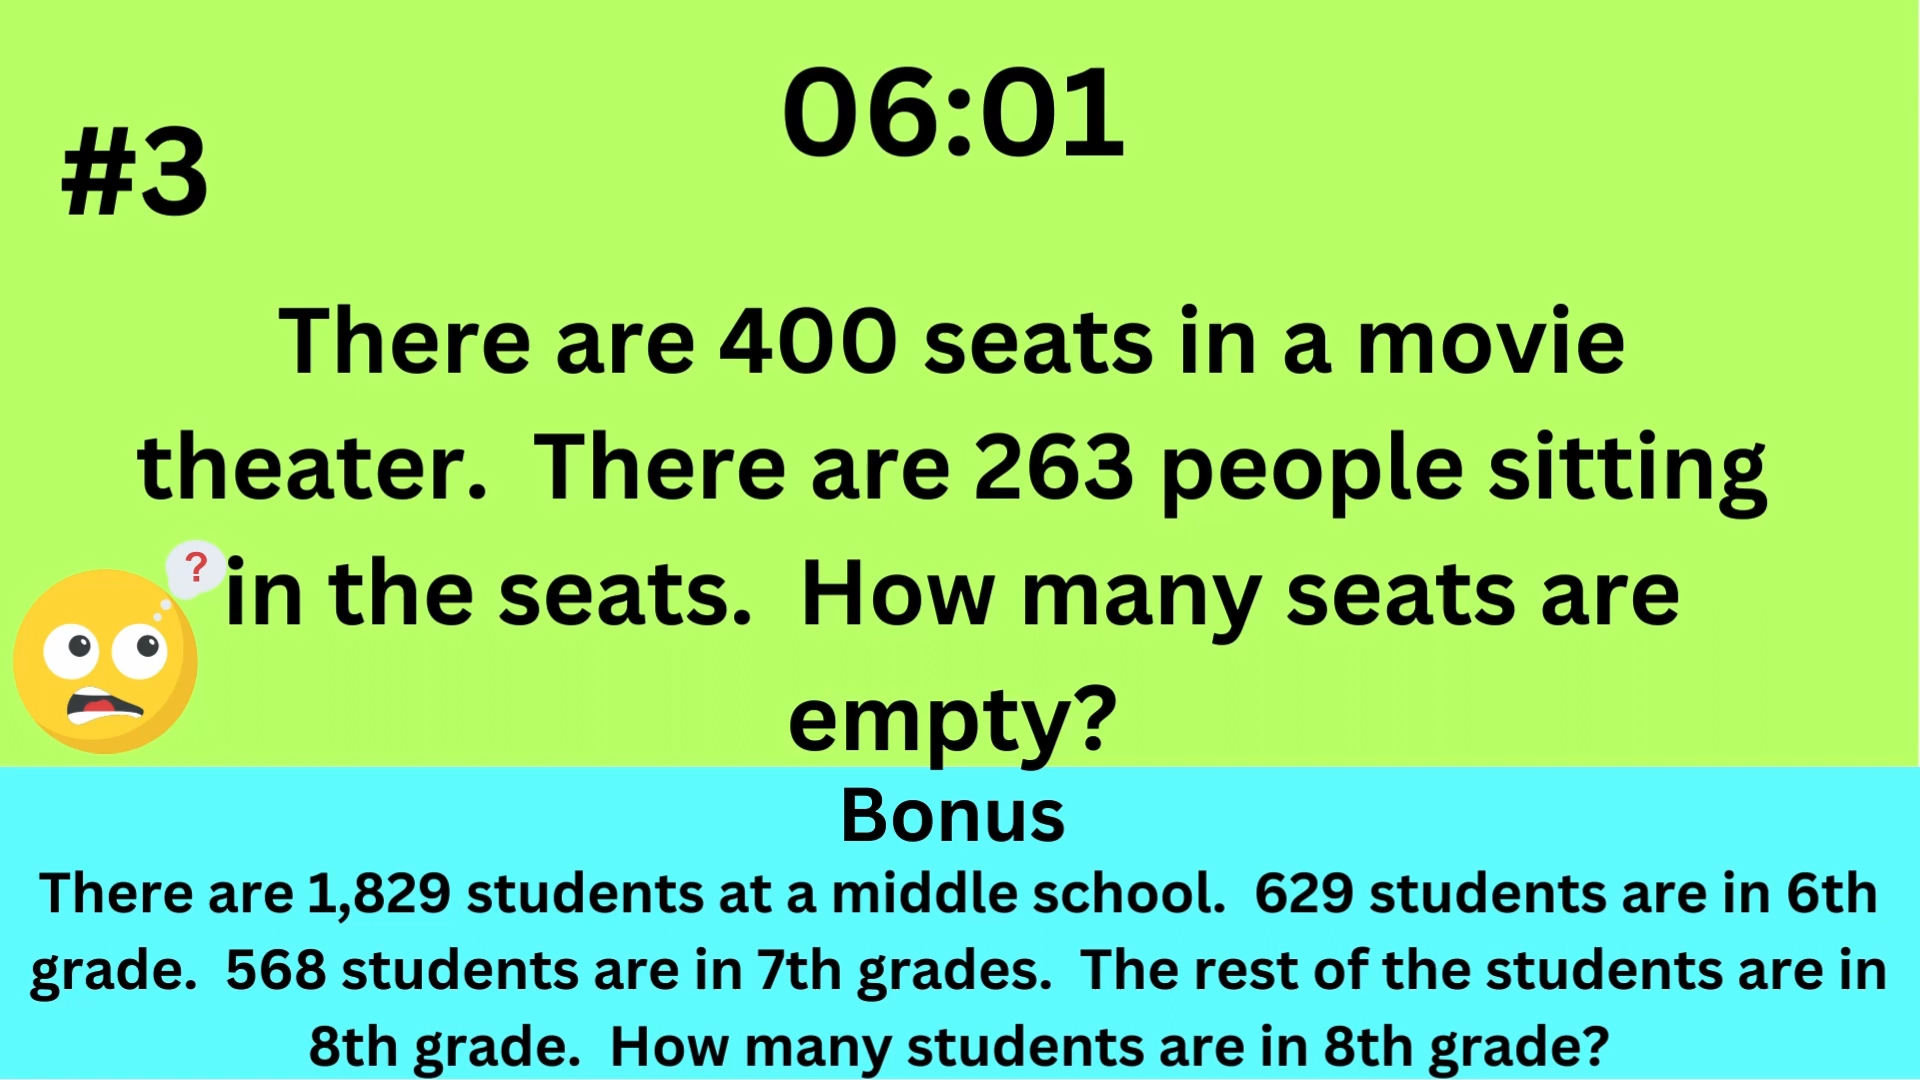 06:01
#3
There are 400 seats in a movie
theater.  There are 263 people sitting
?
in the seats.  How many seats are
empty?
Bonus
There are 1,829 students at a middle school.  629 students are in 6th
grade.  568 students are in 7th grades.  The rest of the students are in
8th grade.  How many students are in 8th grade?